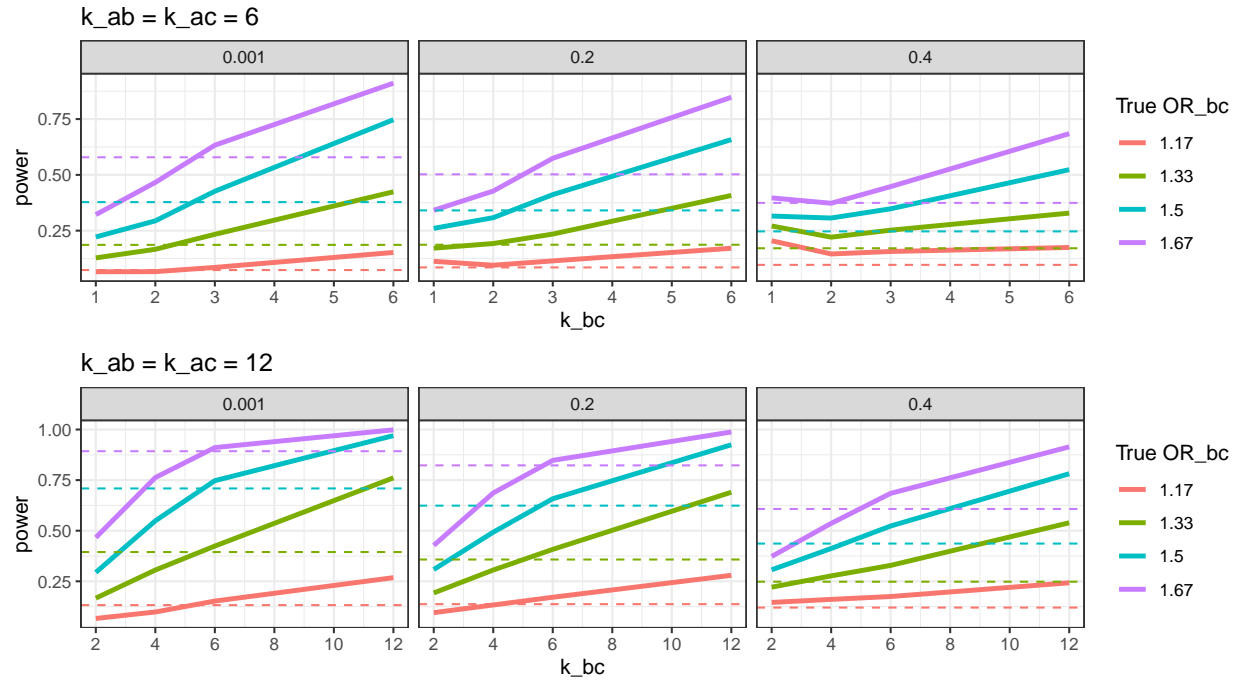 k_ab = k_ac = 6
0.001 0.2 0.4
power
0.75
0.50
0.25
1 2 3 4 5 6 1 2 3 4 5 6 1 2 3 4 5 6
k_bc
True OR_bc
1.17
1.33
1.5
1.67
k_ab = k_ac = 12
0.001 0.2 0.4
power
1.00
0.75
0.50
0.25
2 4 6 8 10 12 2 4 6 8 10 12 2 4 6 8 10 12
k_bc
True OR_bc
1.17
1.33
1.5
1.67